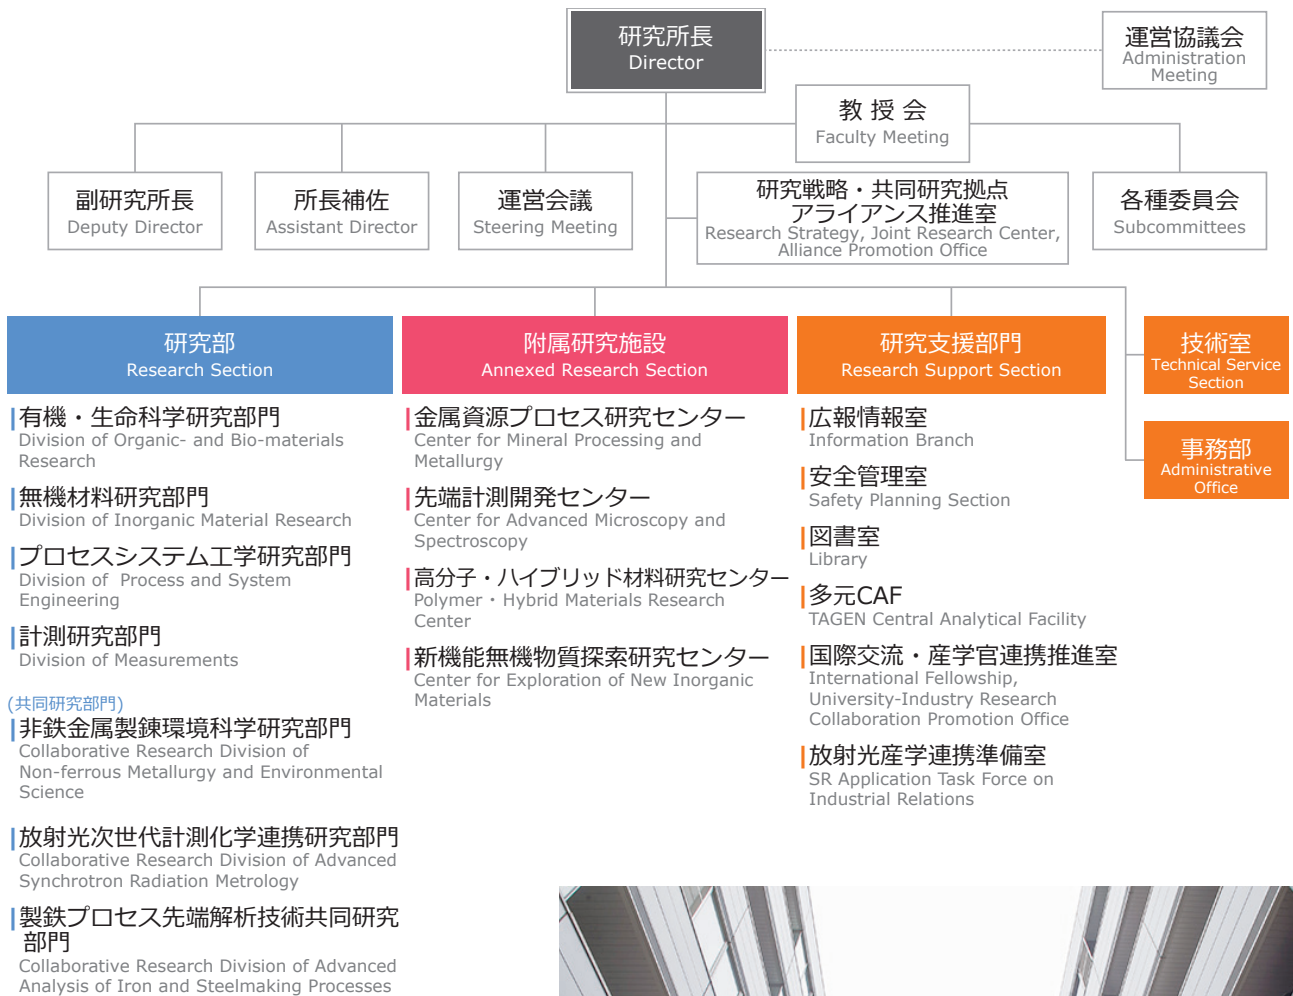 研究所長
Director
運営協議会
Administration
Meeting
教 授 会
Faculty Meeting
副研究所長
Deputy Director
所長補佐
Assistant Director
運営会議
Steering Meeting
研究戦略・共同研究拠点
アライアンス推進室
Research Strategy, Joint Research Center,
Alliance Promotion Office
各種委員会
Subcommittees
研究部
Research Section
有機・生命科学研究部門
Division of Organic- and Bio-materials
Research
無機材料研究部門
Division of Inorganic Material Research
プロセスシステム工学研究部門
Division of Process and System
Engineering
計測研究部門
Division of Measurements
(共同研究部門)
非鉄金属製錬環境科学研究部門
Collaborative Research Division of
Non-ferrous Metallurgy and Environmental
Science
放射光次世代計測化学連携研究部門
Collaborative Research Division of Advanced
Synchrotron Radiation Metrology
製鉄プロセス先端解析技術共同研究
部門
Collaborative Research Division of Advanced
Analysis of Iron and Steelmaking Processes
附属研究施設
Annexed Research Section
金属資源プロセス研究センター
Center for Mineral Processing and
Metallurgy
先端計測開発センター
Center for Advanced Microscopy and
Spectroscopy
高分子・ハイブリッド材料研究センター
Polymer・Hybrid Materials Research
Center
新機能無機物質探索研究センター
Center for Exploration of New Inorganic
Materials
研究支援部門
Research Support Section
広報情報室
Information Branch
安全管理室
Safety Planning Section
図書室
Library
多元CAF
TAGEN Central Analytical Facility
国際交流・産学官連携推進室
International Fellowship,
University-Industry Research
Collaboration Promotion Office
放射光産学連携準備室
SR Application Task Force on
Industrial Relations
技術室
Technical Service
Section
事務部
Administrative
Office